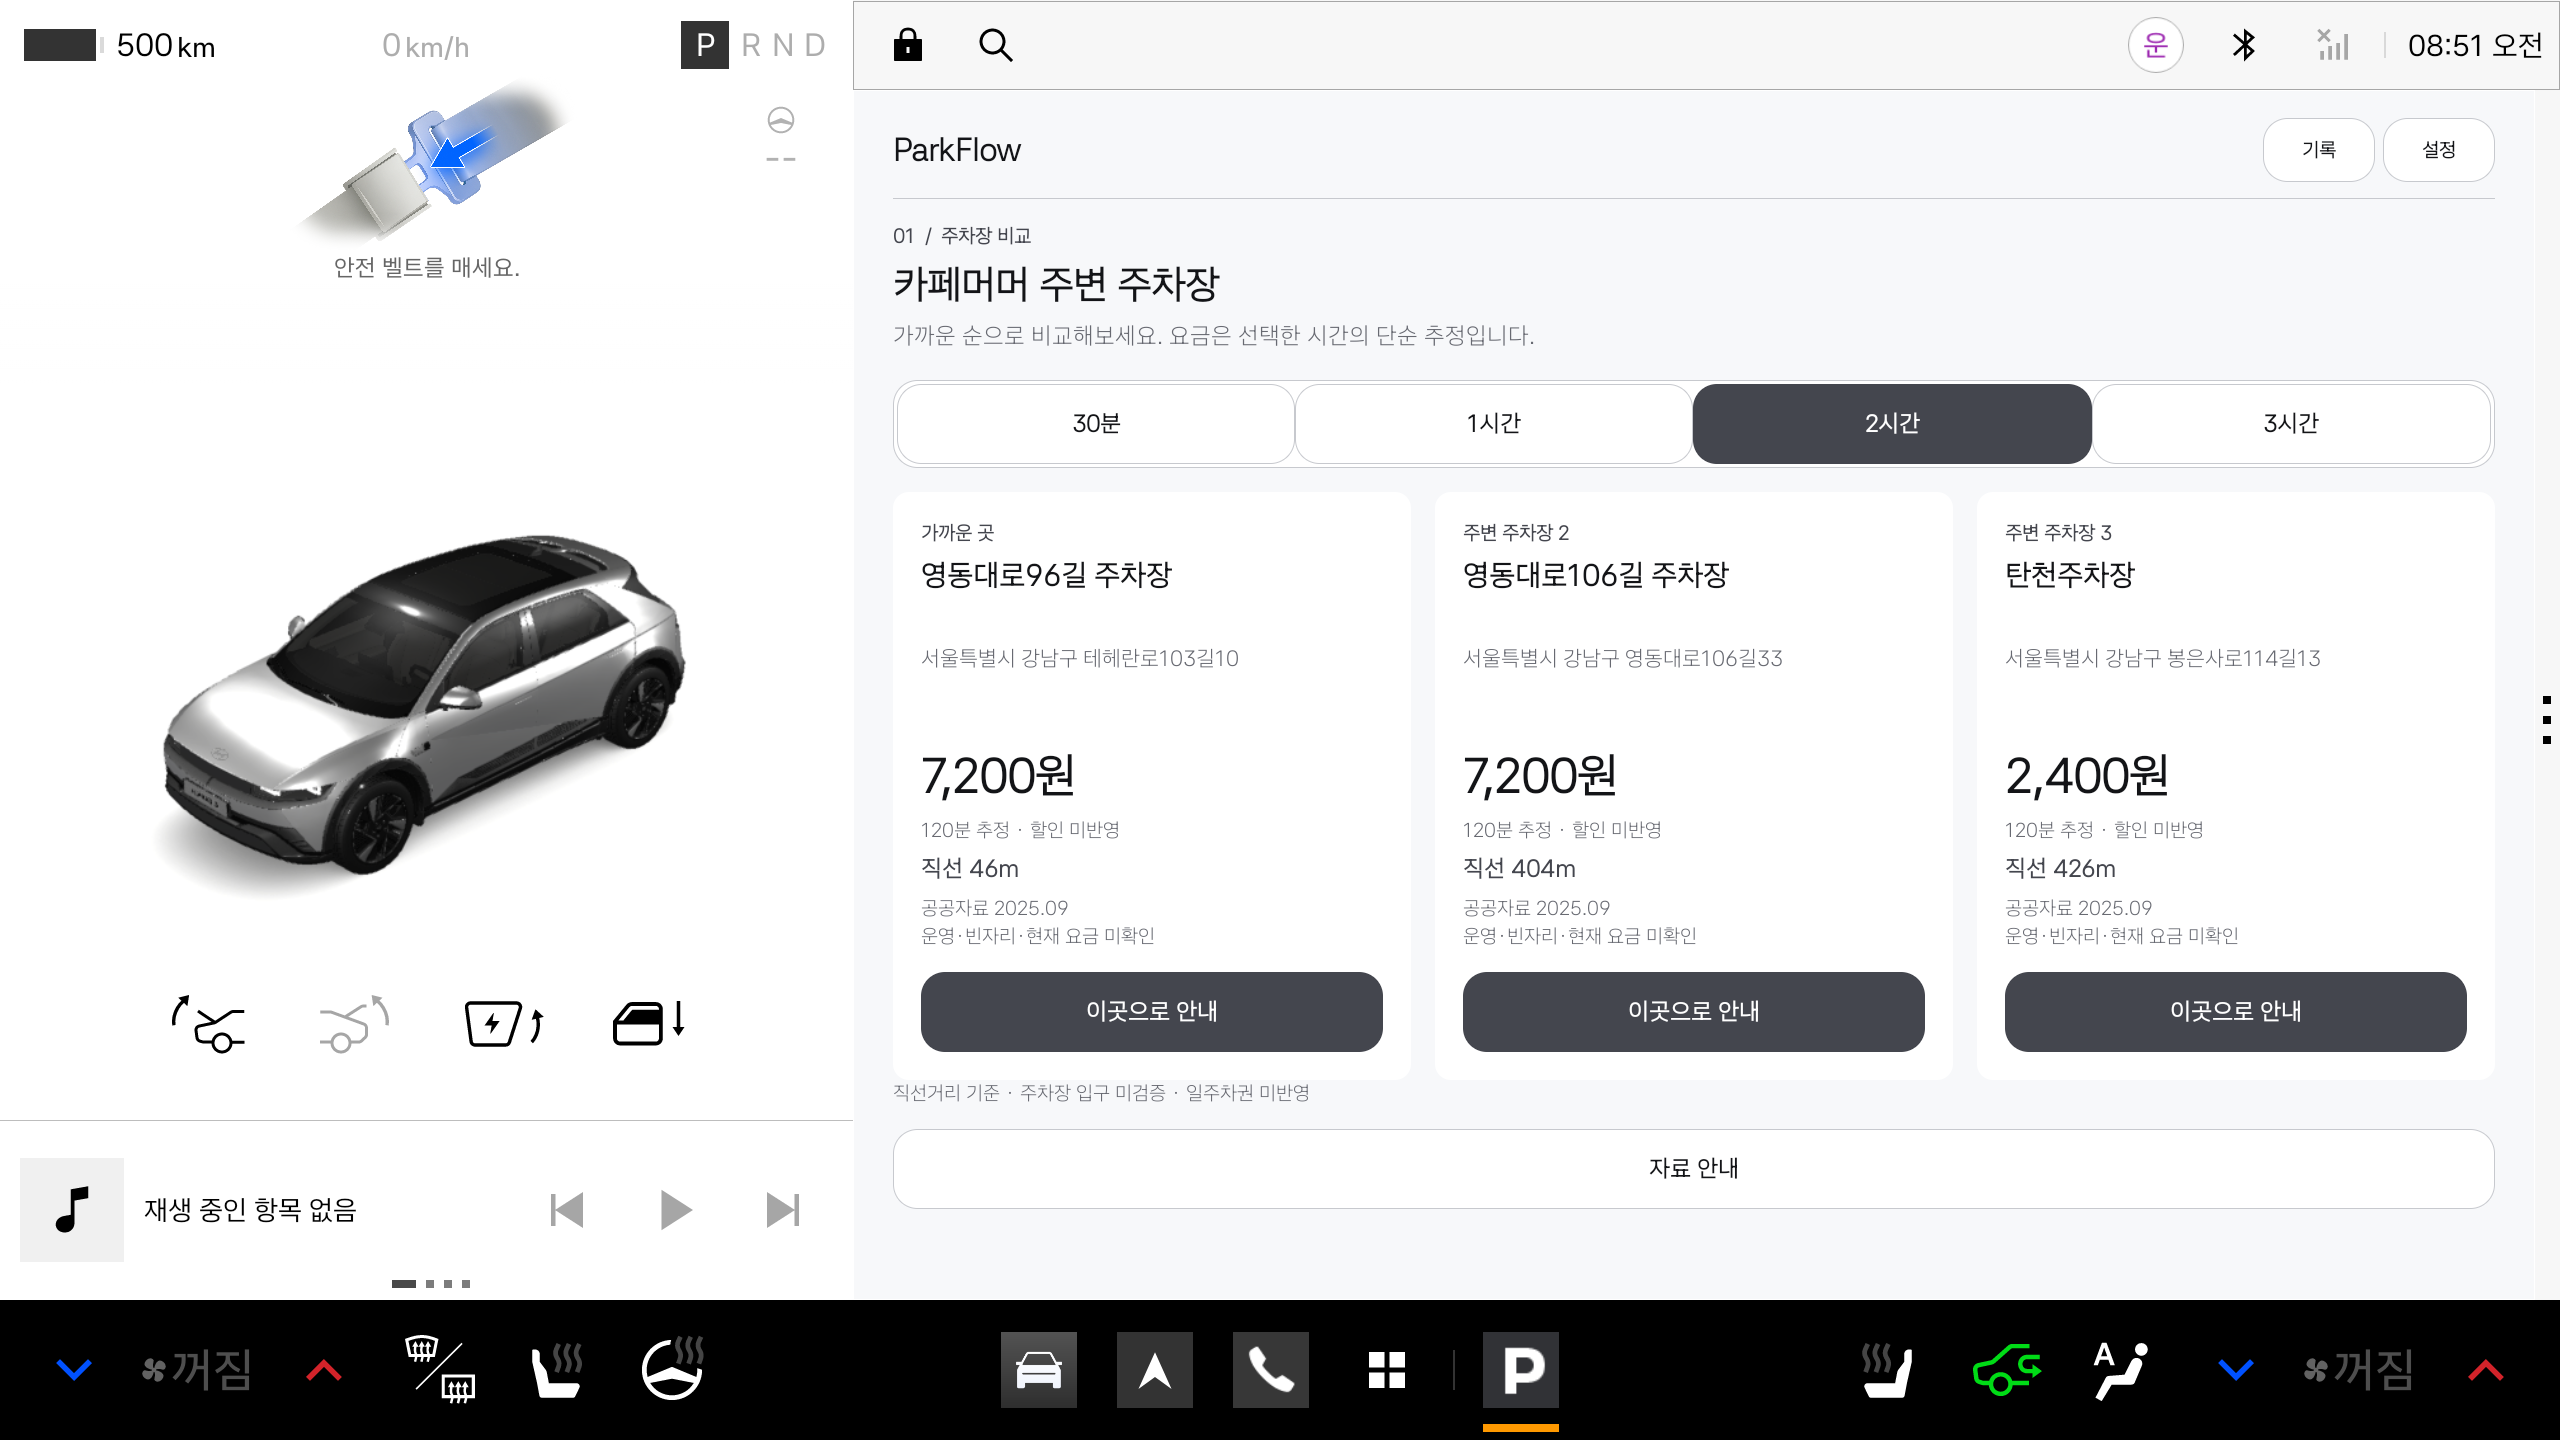 500 km
0 km/h
P R N D
운
08:51 오전
안전 벨트를 매세요.
ParkFlow
기록
설정
01 / 주차장 비교
카페머머 주변 주차장
가까운 순으로 비교해보세요. 요금은 선택한 시간의 단순 추정입니다.
30분
1시간
2시간
3시간
가까운 곳
영동대로96길 주차장
서울특별시 강남구 테헤란로103길10
7,200원
120분 추정 · 할인 미반영
직선 46m
공공자료 2025.09
운영·빈자리·현재 요금 미확인
이곳으로 안내
주변 주차장 2
영동대로106길 주차장
서울특별시 강남구 영동대로106길33
7,200원
120분 추정 · 할인 미반영
직선 404m
공공자료 2025.09
운영·빈자리·현재 요금 미확인
이곳으로 안내
주변 주차장 3
탄천주차장
서울특별시 강남구 봉은사로114길13
2,400원
120분 추정 · 할인 미반영
직선 426m
공공자료 2025.09
운영·빈자리·현재 요금 미확인
이곳으로 안내
직선거리 기준 · 주차장 입구 미검증 · 일주차권 미반영
자료 안내
재생 중인 항목 없음
꺼짐
P
A
꺼짐